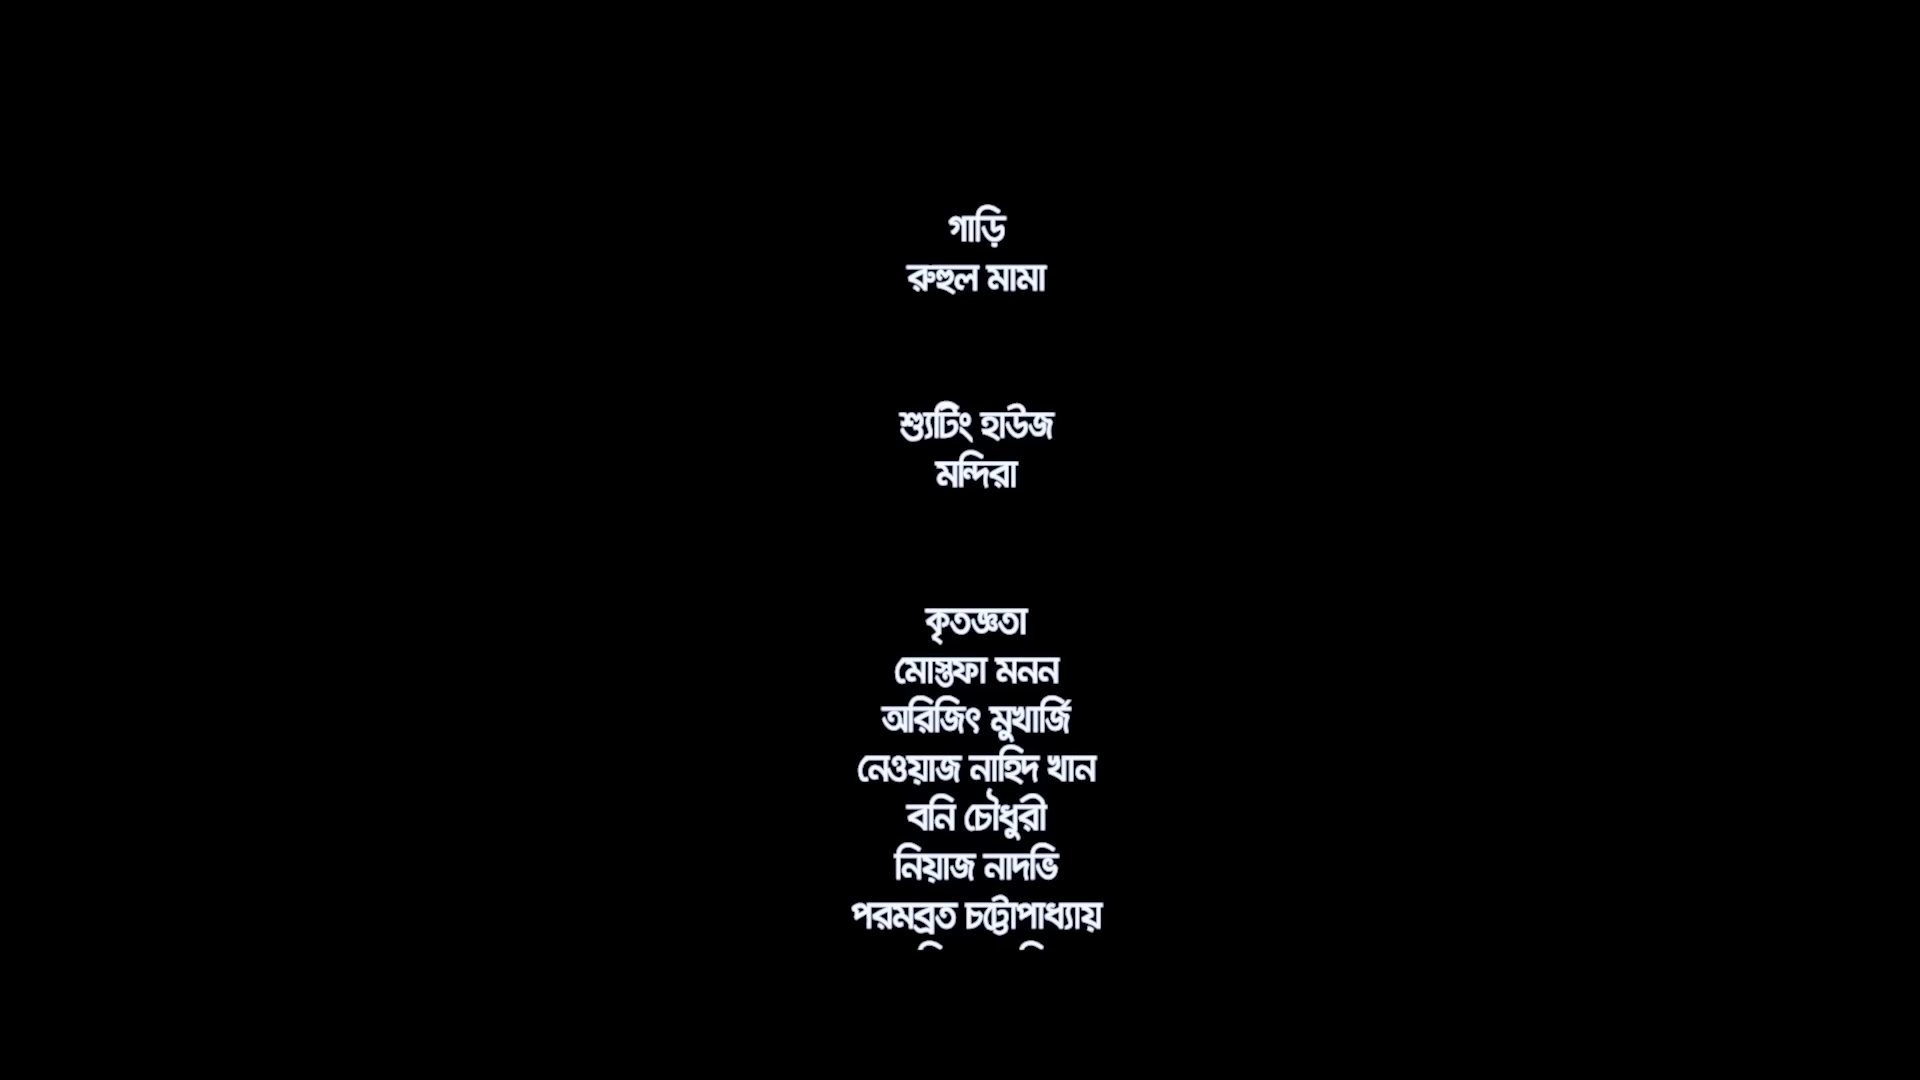 গাড়ি
রুহুল মামা
শ্যুটিং হাউজ
মন্দিরা
কৃতজ্ঞতা
মোস্তফা মনন
অরিজিৎ মুখার্জি
নেওয়াজ নাহিদ খান
বনি চৌধুরী
নিয়াজ নাদভি
পরমব্রত চট্টোপাধ্যায়